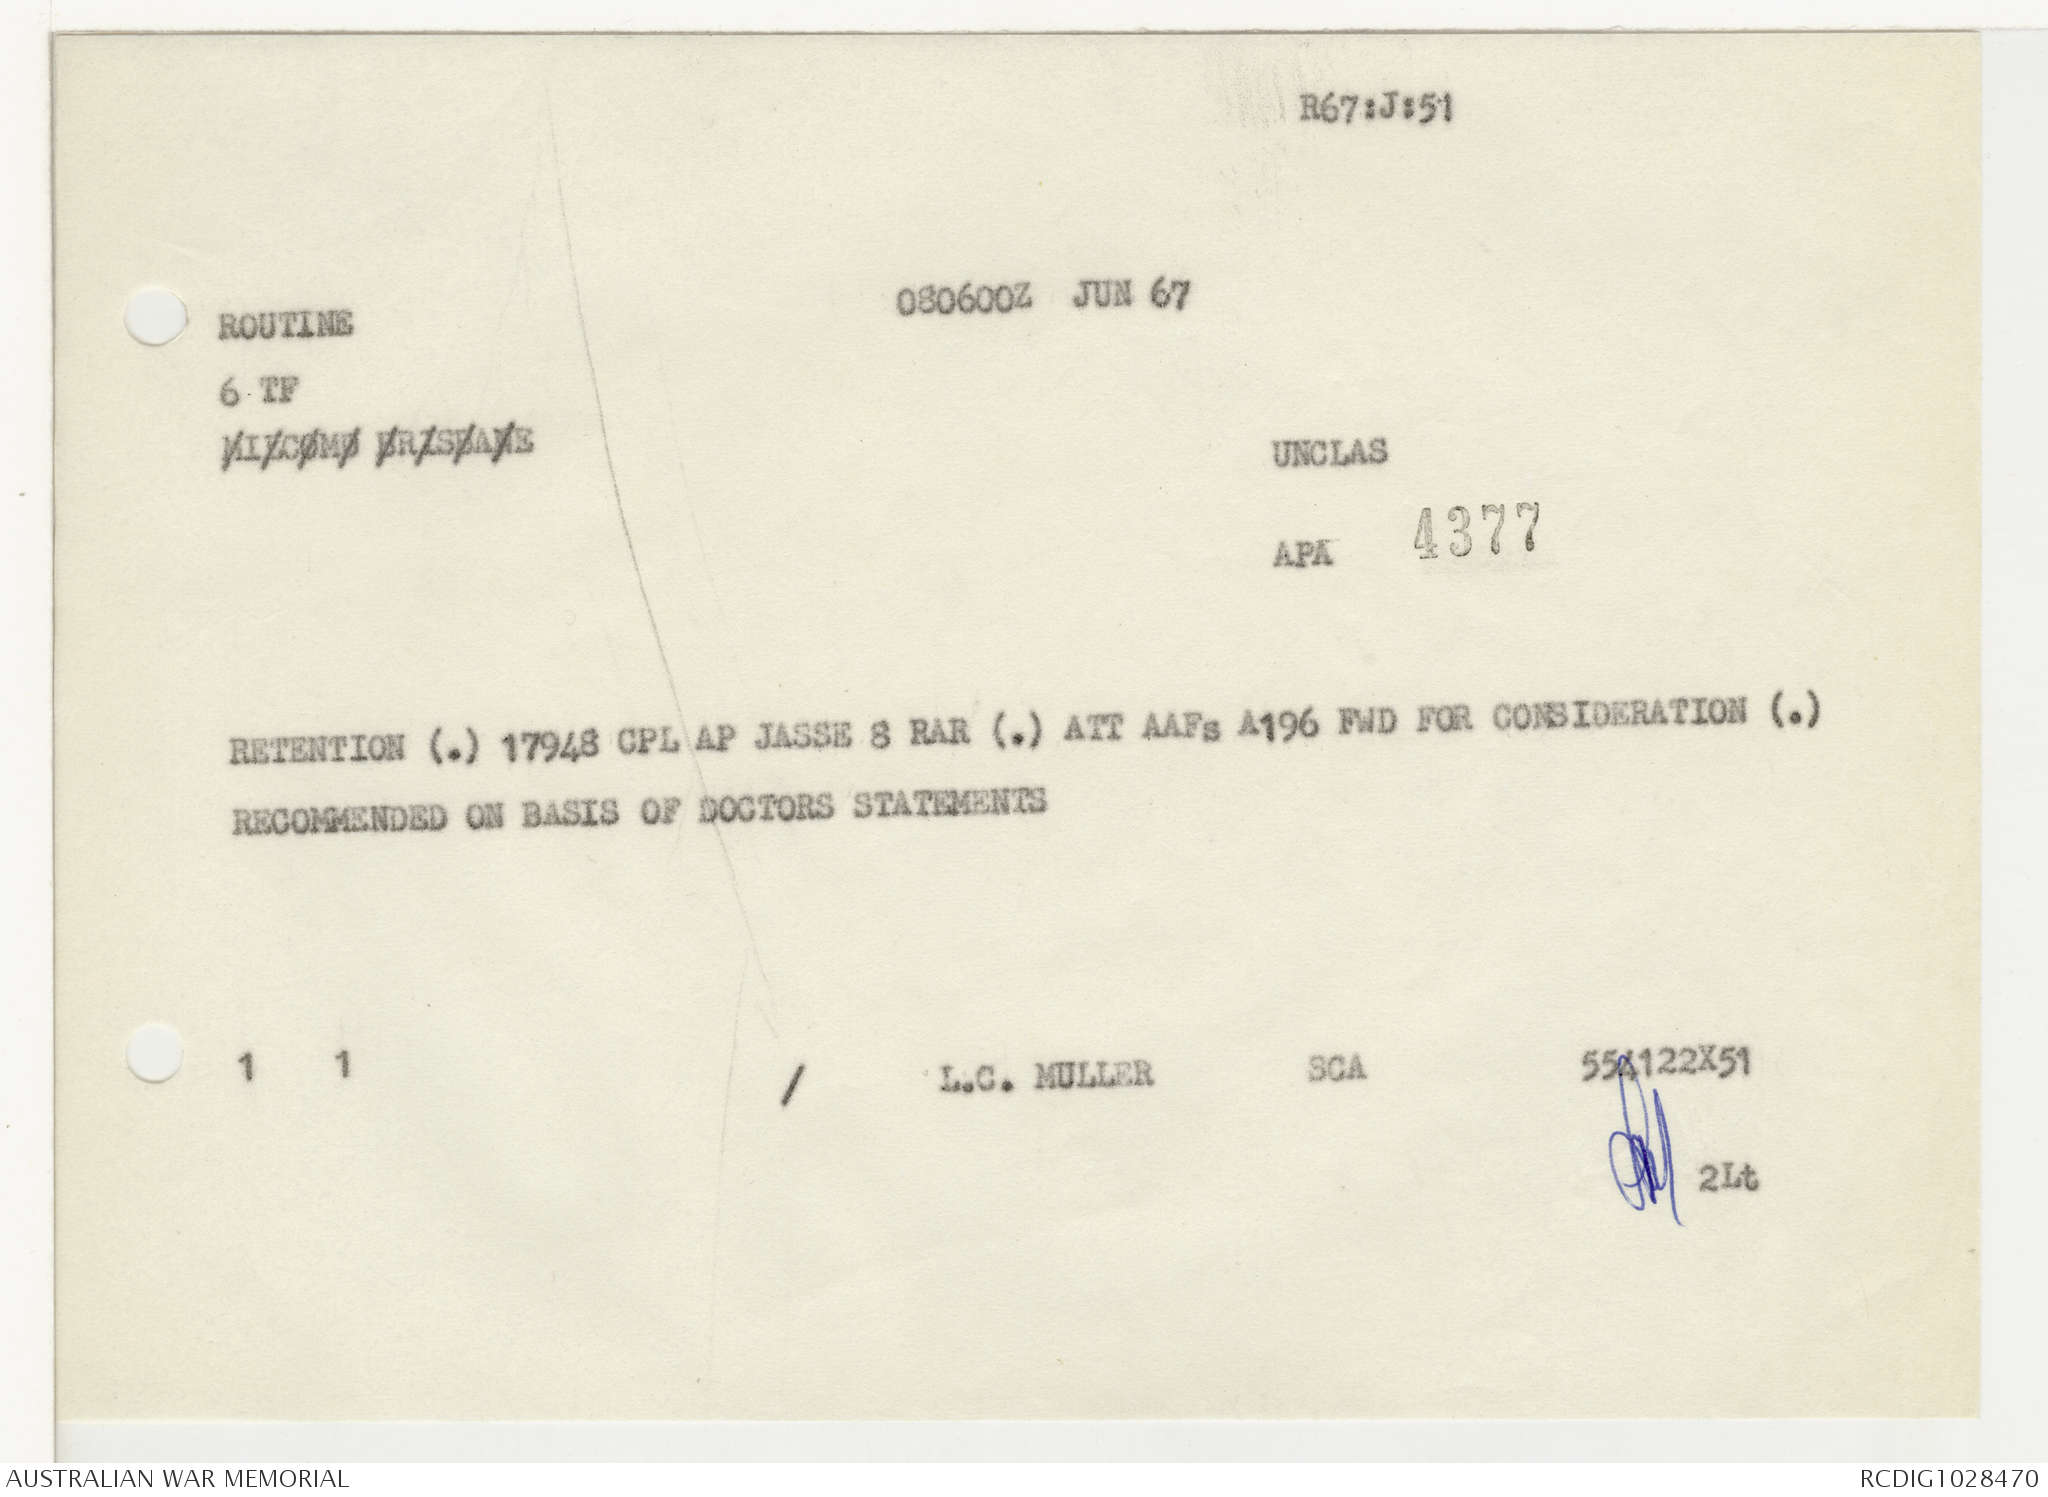 R67:J:51
080600Z JUN 67
ROUTINE
6 TF
MILCOMD BRISBANE
UNCLAS
APA 4377
RETENTION (.) 17948 CPL AP JASSE 8 RAR (.) ATT AAFs A196 FWD FOR CONSIDERATION (.)
RECOMMENDED ON BASIS OF DOCTORS STATEMENTS
1 1 / L.C. MULLER SCA 554122X51
2Lt
AUSTRALIAN WAR MEMORIAL RCDIG1028470